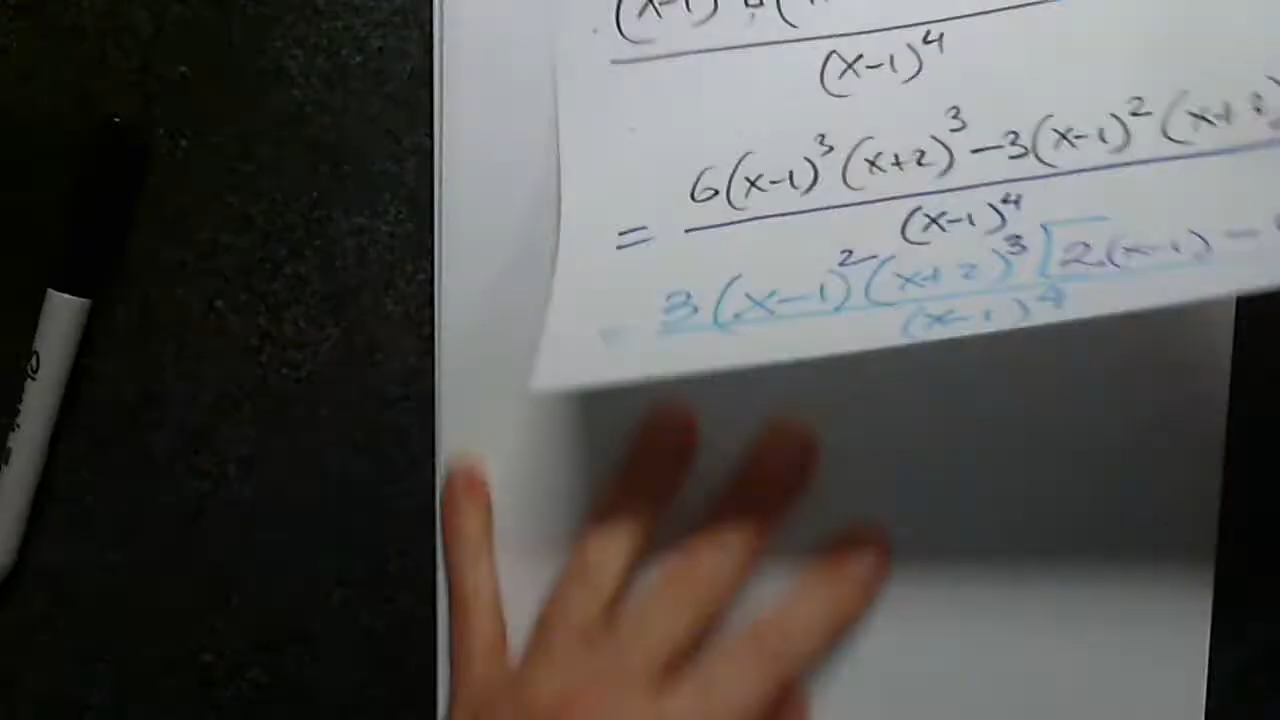 (x-1)
(x-1)^4
= 6(x-1)^3 (x+2)^3 -3(x-1)^2 (x+
(x-1)^4
= 3(x-1)^2 (x+2)^3 [2(x-1) -
(x-1)^4